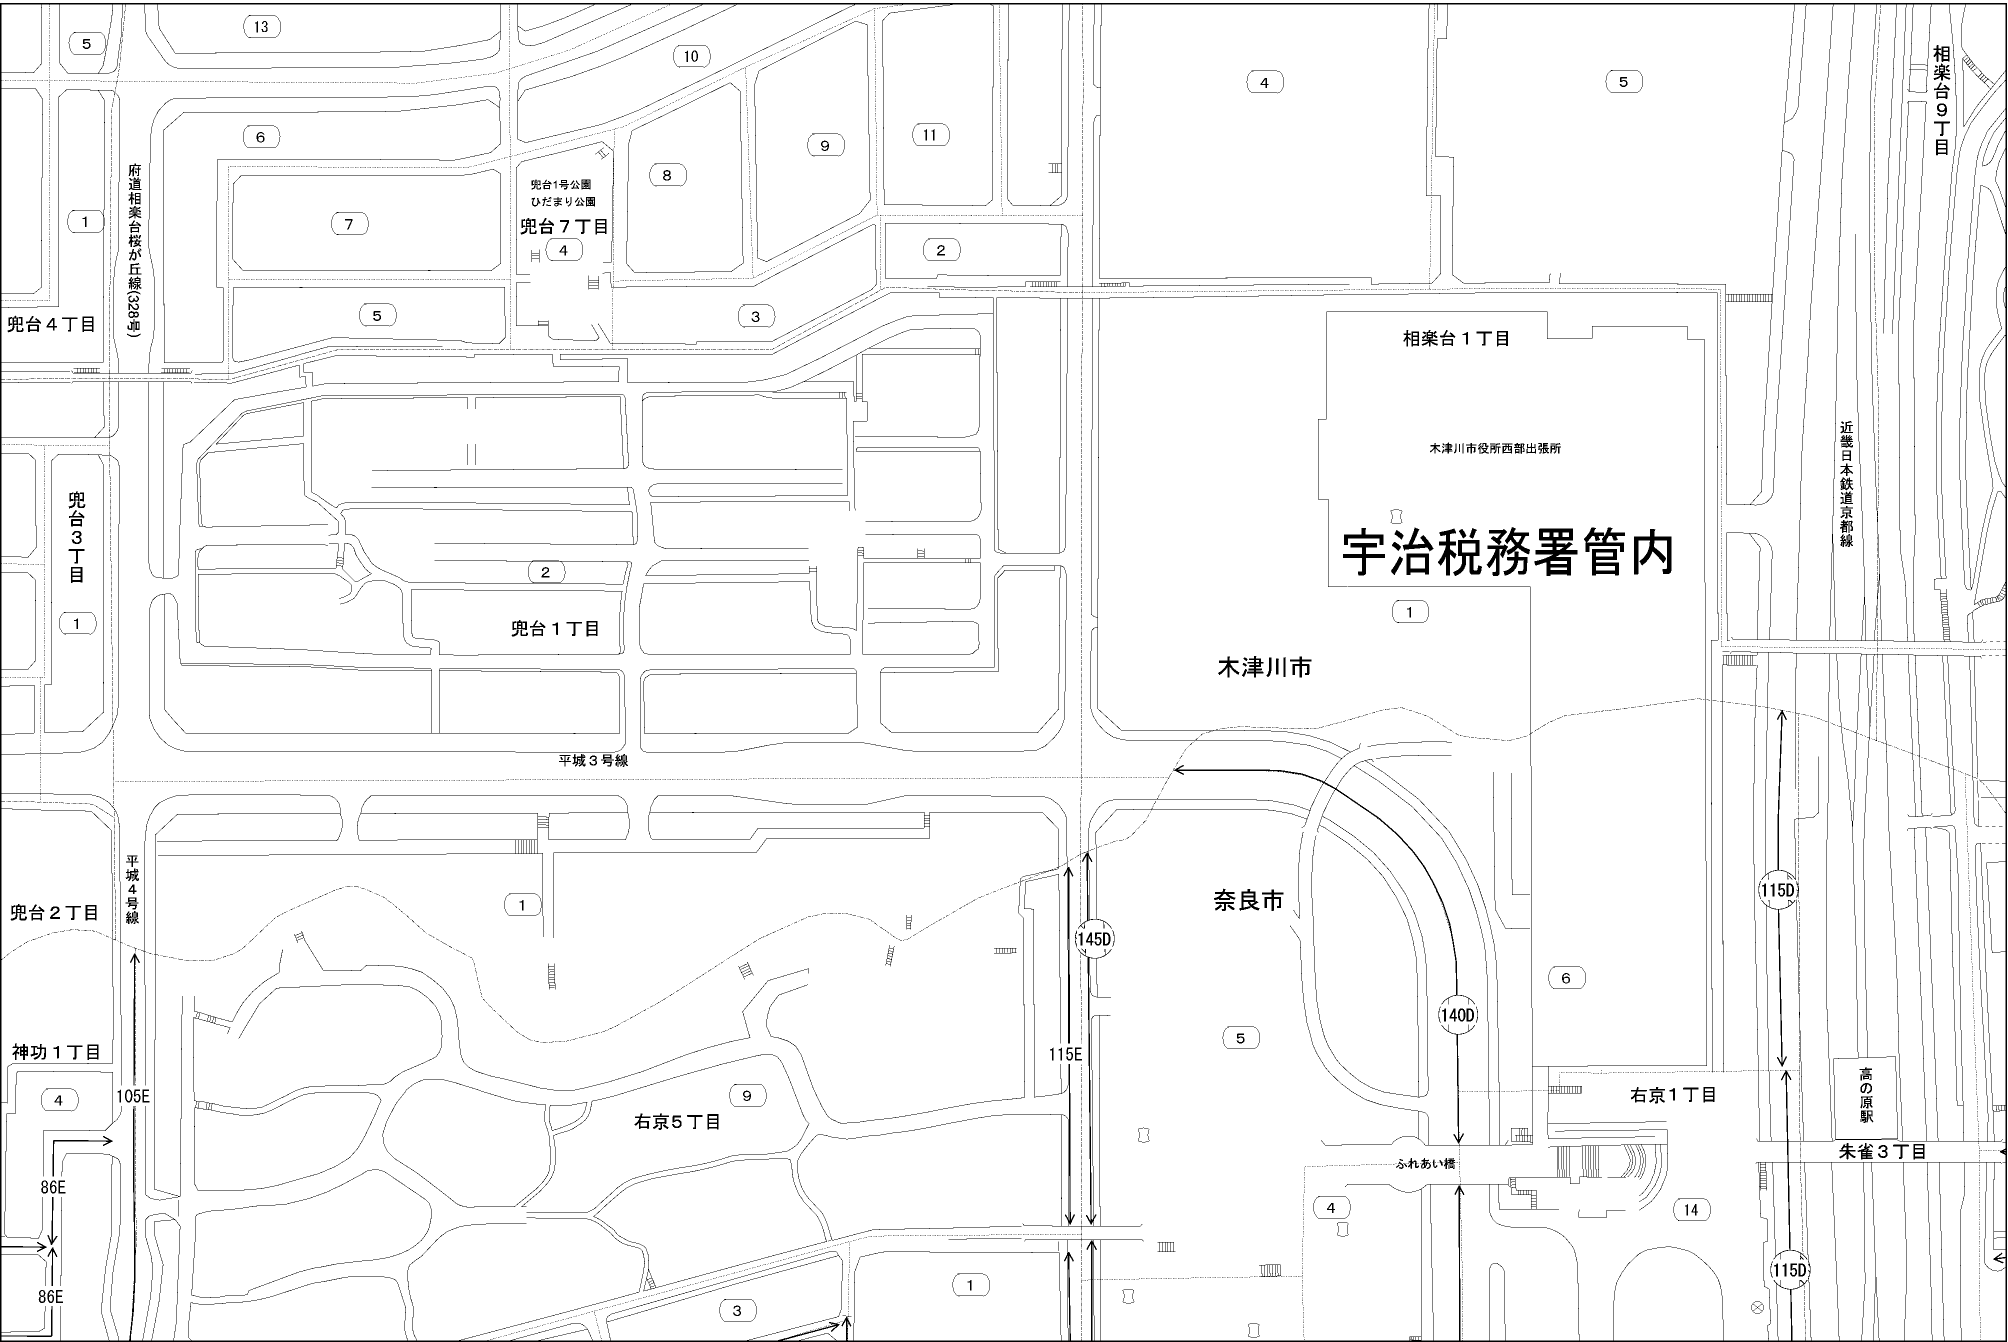 13
5
10
4
5
相楽台9丁目
6
9
11
8
府道相楽台桜が丘線(328号)
兜台1号公園
ひだまり公園
兜台7丁目
1
7
4
2
5
3
兜台4丁目
相楽台1丁目
木津川市役所西部出張所
近畿日本鉄道京都線
兜台3丁目
宇治税務署管内
2
1
1
兜台1丁目
木津川市
平城3号線
平城4号線
115D
兜台2丁目
1
奈良市
145D
6
140D
5
神功1丁目
115E
4
105E
9
右京5丁目
右京1丁目
高の原駅
ふれあい橋
朱雀3丁目
86E
4
14
115D
86E
3
1